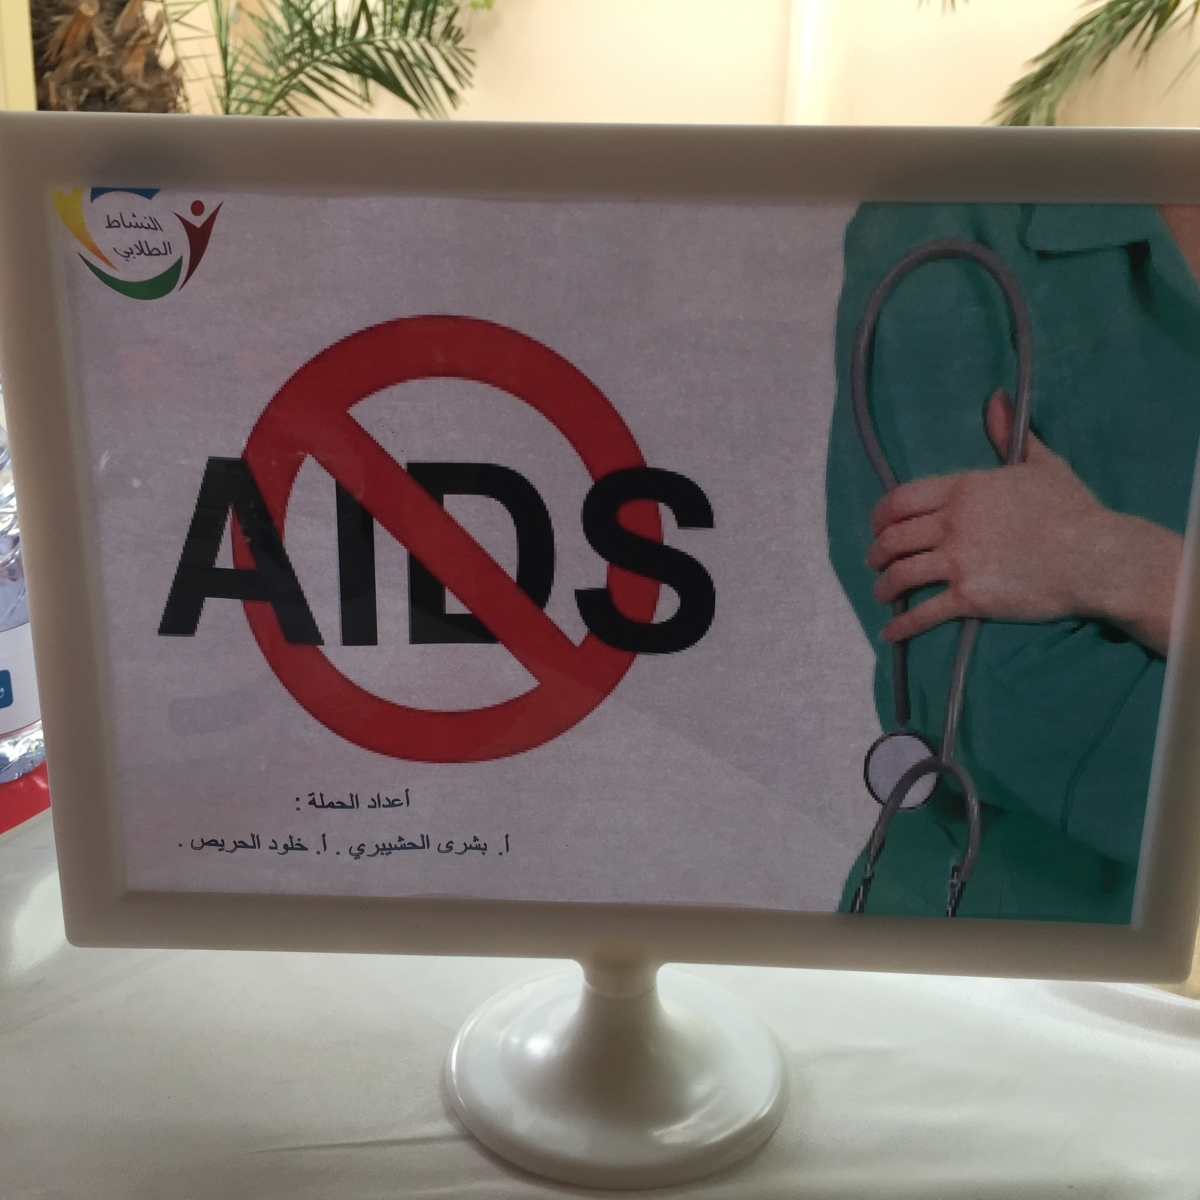 النشاط
الطلابي
AIDS
أعداد الحملة :
أ. بشرى الحشيبري . أ. خلود الحريص .